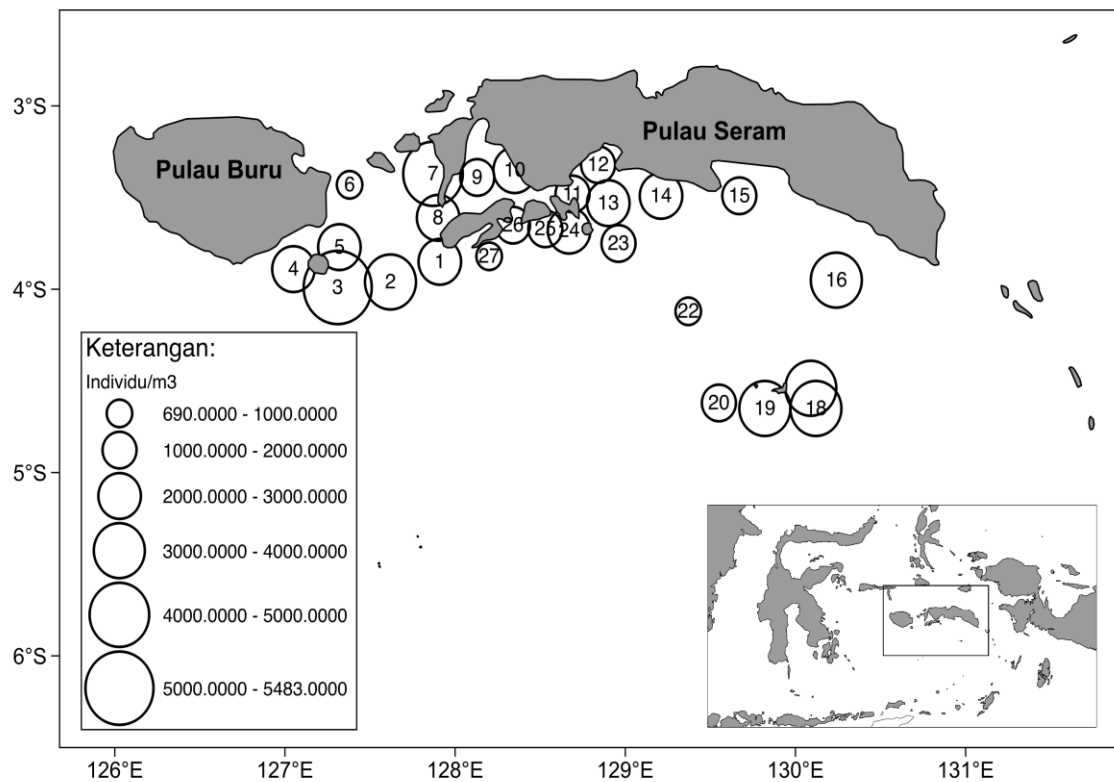 3°S
4°S
5°S
6°S
Pulau Buru
Pulau Seram
7
9
10
12
6
11
13
14
15
8
26
25
24
5
27
23
1
4
3
2
16
22
20
19
18
Keterangan:
Individu/m3
690.0000 - 1000.0000
1000.0000 - 2000.0000
2000.0000 - 3000.0000
3000.0000 - 4000.0000
4000.0000 - 5000.0000
5000.0000 - 5483.0000
126°E
127°E
128°E
129°E
130°E
131°E